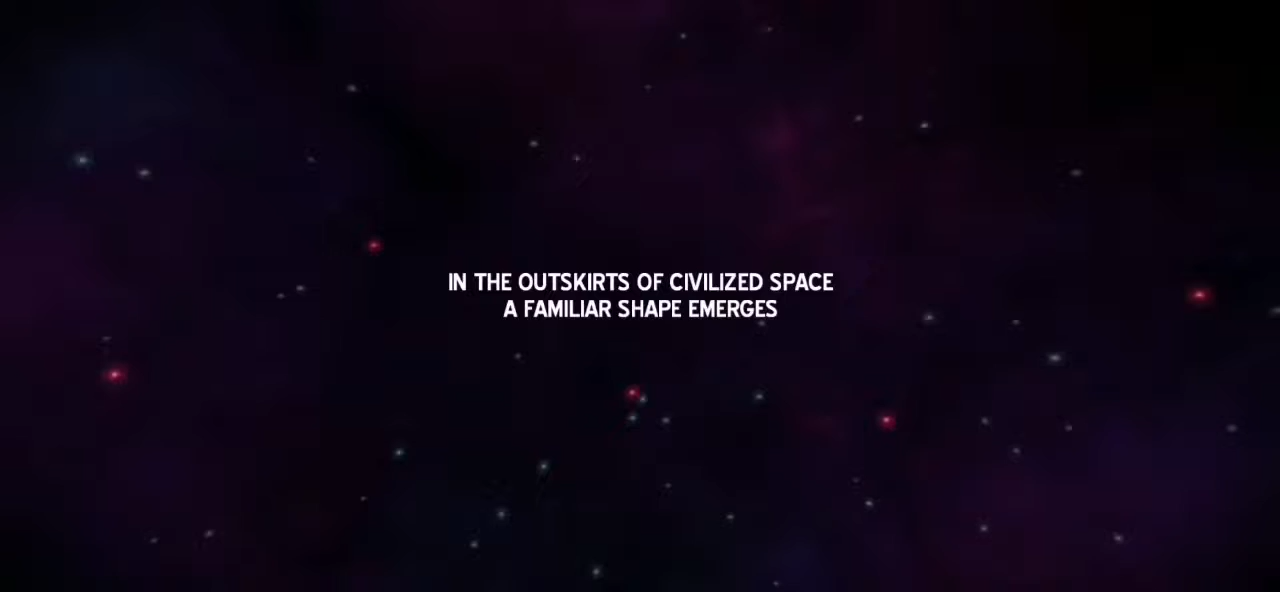 IN THE OUTSKIRTS OF CIVILIZED SPACE
A FAMILIAR SHAPE EMERGES